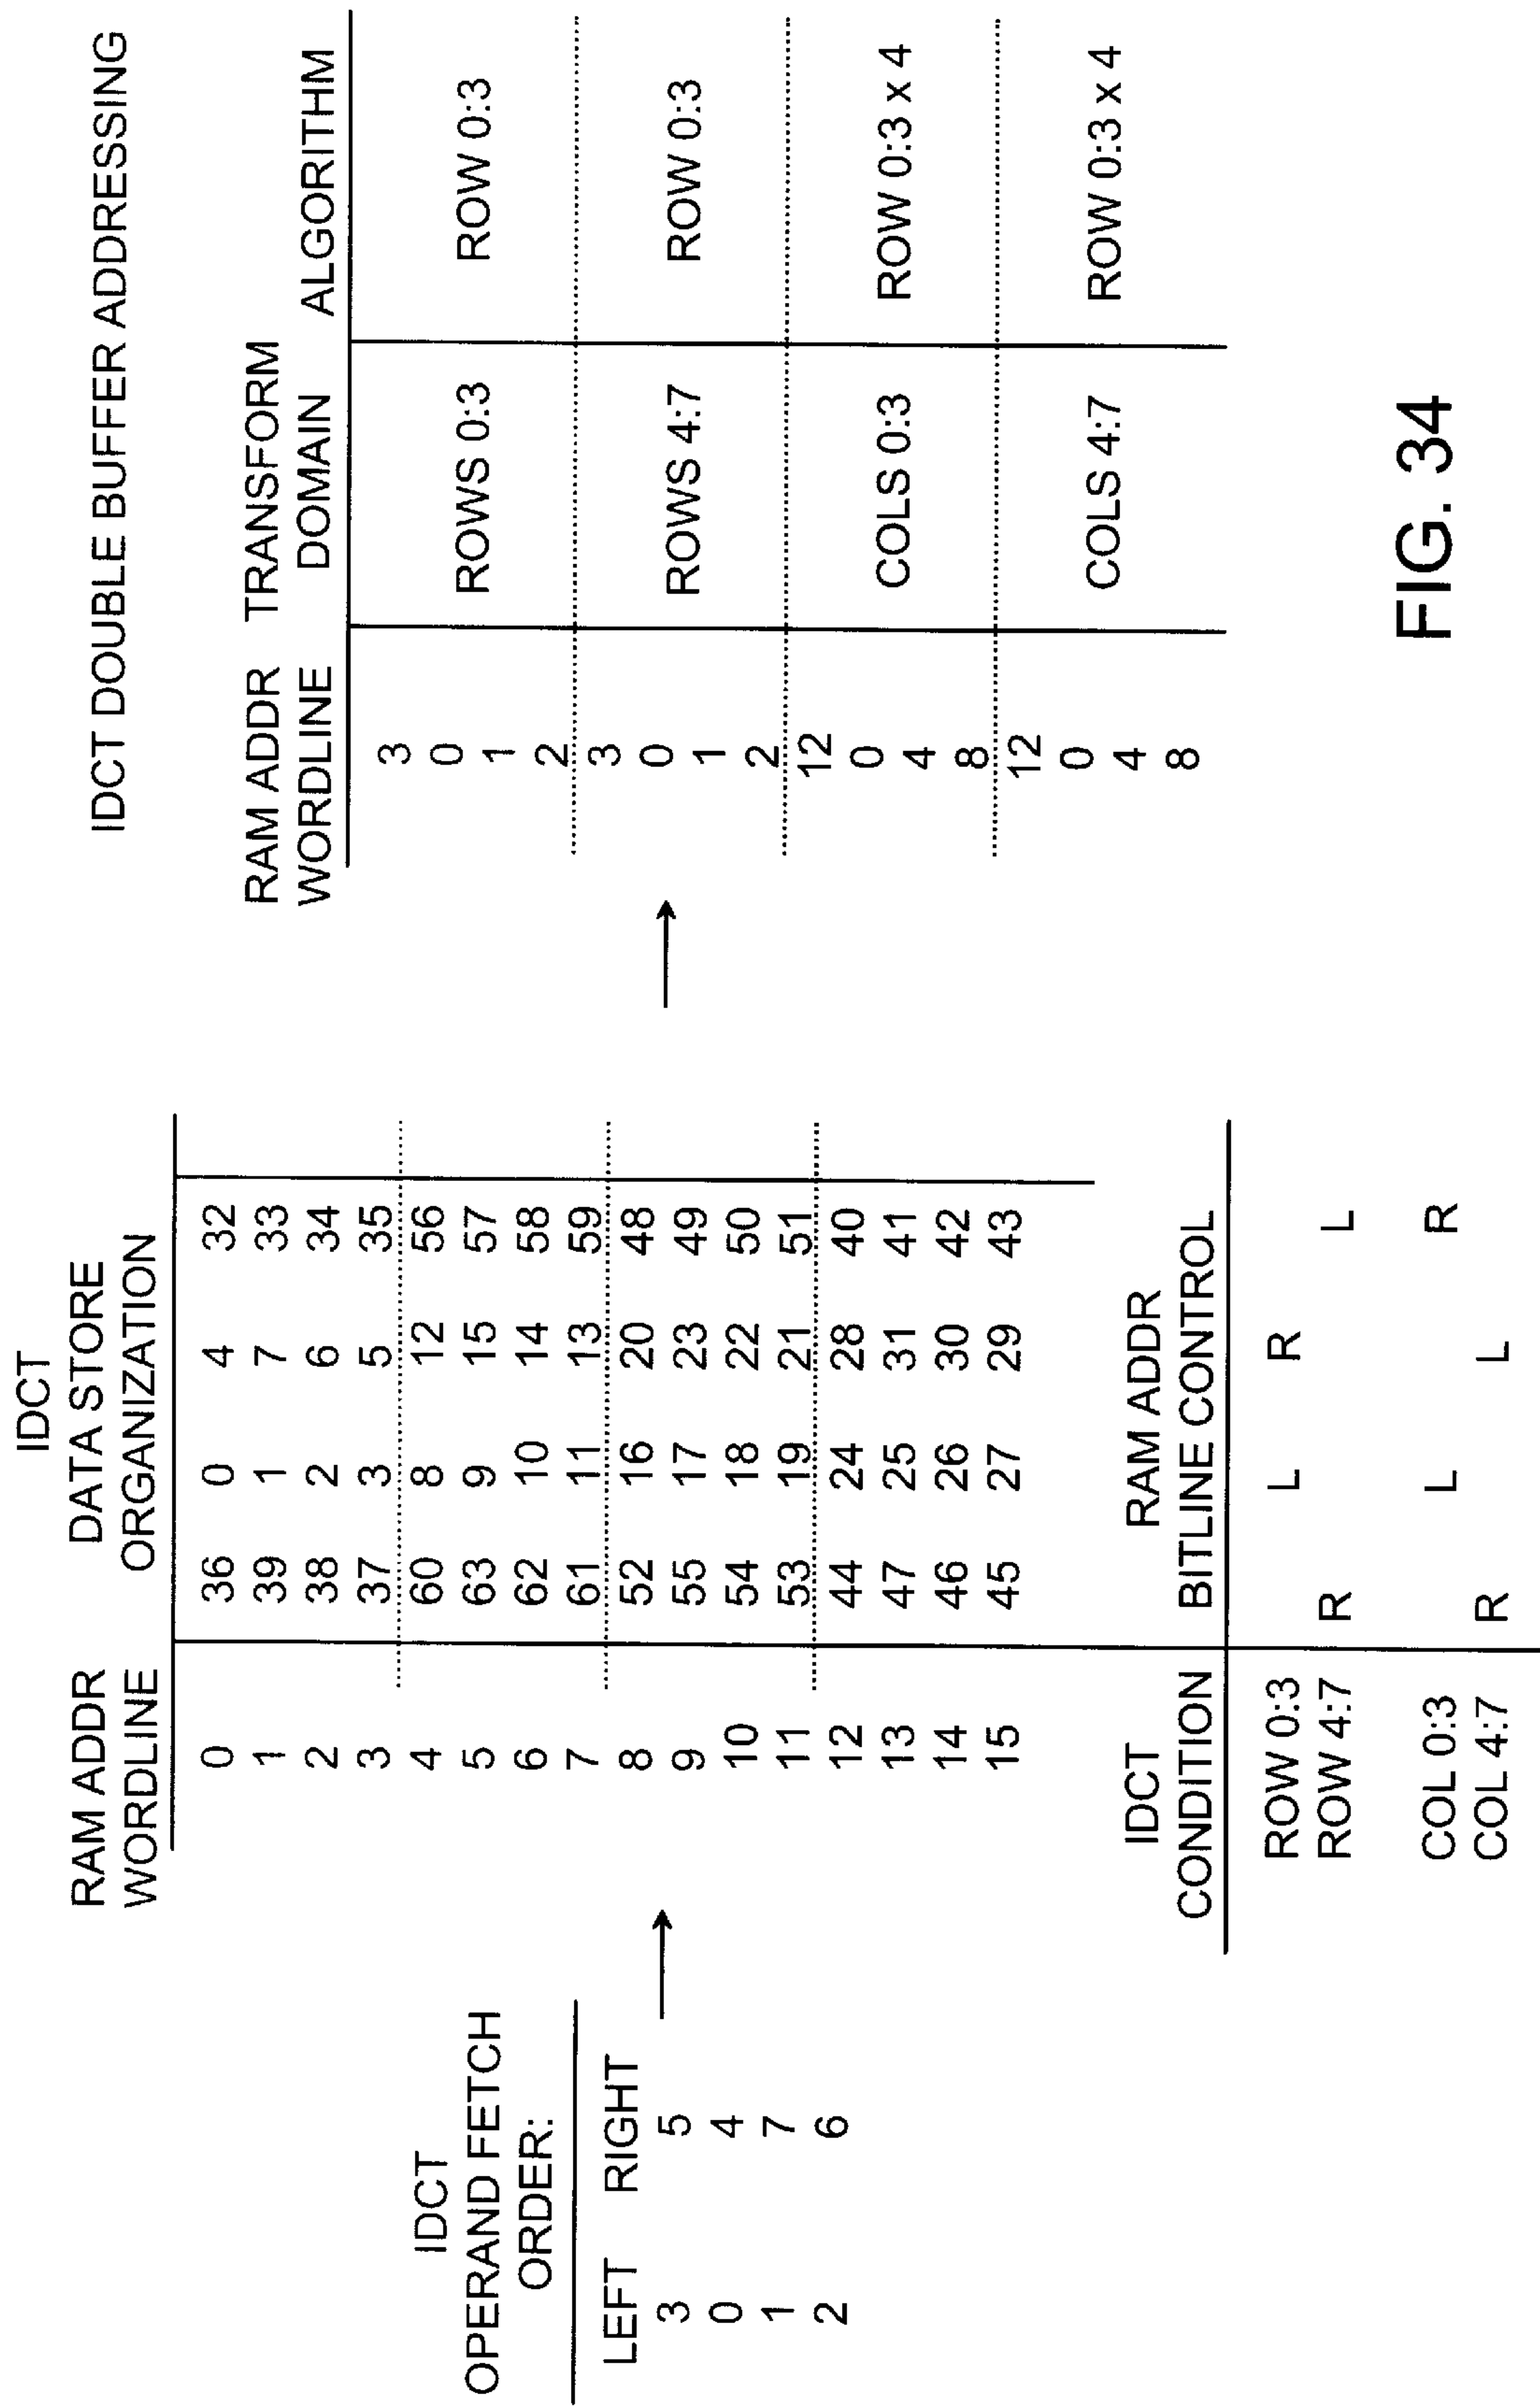 IDCT DOUBLE BUFFER ADDRESSING
IDCT
OPERAND FETCH
ORDER:
LEFT RIGHT
3 5
0 4
1 7
2 6
IDCT
RAM ADDR DATA STORE
WORDLINE ORGANIZATION
0 36 0 4 32
1 39 1 7 33
2 38 2 6 34
3 37 3 5 35
4 60 8 12 56
5 63 9 15 57
6 62 10 14 58
7 61 11 13 59
8 52 16 20 48
9 55 17 23 49
10 54 18 22 50
11 53 19 21 51
12 44 24 28 40
13 47 25 31 41
14 46 26 30 42
15 45 27 29 43
IDCT RAM ADDR
CONDITION BITLINE CONTROL
ROW 0:3 L R
ROW 4:7 R L
COL 0:3 L R
COL 4:7 R L
RAM ADDR TRANSFORM
WORDLINE DOMAIN ALGORITHM
3
0
ROWS 0:3 ROW 0:3
1
2
3
0
ROWS 4:7 ROW 0:3
1
2
12
0
COLS 0:3 ROW 0:3 x 4
4
8
12
0
COLS 4:7 ROW 0:3 x 4
4
8
FIG. 34